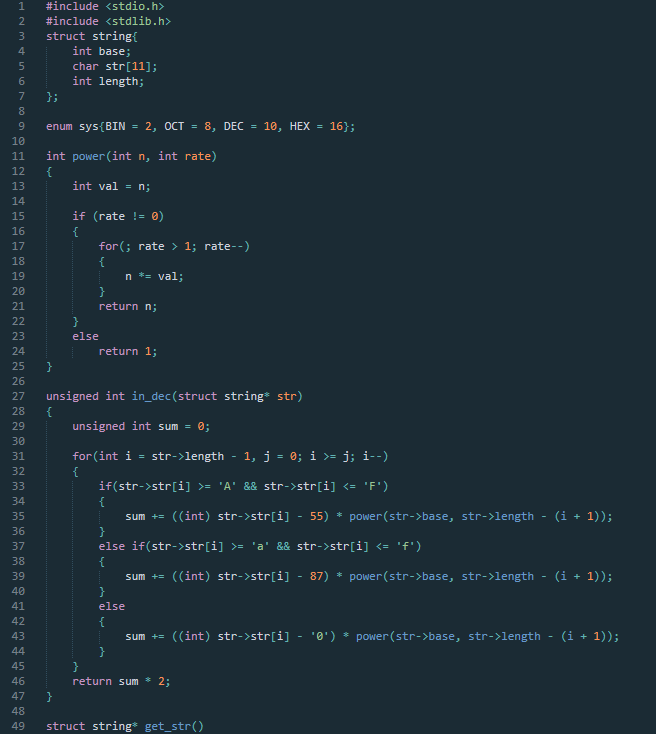 1 #include <stdio.h>
2 #include <stdlib.h>
3 struct string{
4     int base;
5     char str[11];
6     int length;
7 };
8
9 enum sys{BIN = 2, OCT = 8, DEC = 10, HEX = 16};
10
11 int power(int n, int rate)
12 {
13     int val = n;
14
15     if (rate != 0)
16     {
17         for(; rate > 1; rate--)
18         {
19             n *= val;
20         }
21         return n;
22     }
23     else
24         return 1;
25 }
26
27 unsigned int in_dec(struct string* str)
28 {
29     unsigned int sum = 0;
30
31     for(int i = str->length - 1, j = 0; i >= j; i--)
32     {
33         if(str->str[i] >= 'A' && str->str[i] <= 'F')
34         {
35             sum += ((int) str->str[i] - 55) * power(str->base, str->length - (i + 1));
36         }
37         else if(str->str[i] >= 'a' && str->str[i] <= 'f')
38         {
39             sum += ((int) str->str[i] - 87) * power(str->base, str->length - (i + 1));
40         }
41         else
42         {
43             sum += ((int) str->str[i] - '0') * power(str->base, str->length - (i + 1));
44         }
45     }
46     return sum * 2;
47 }
48
49 struct string* get_str()